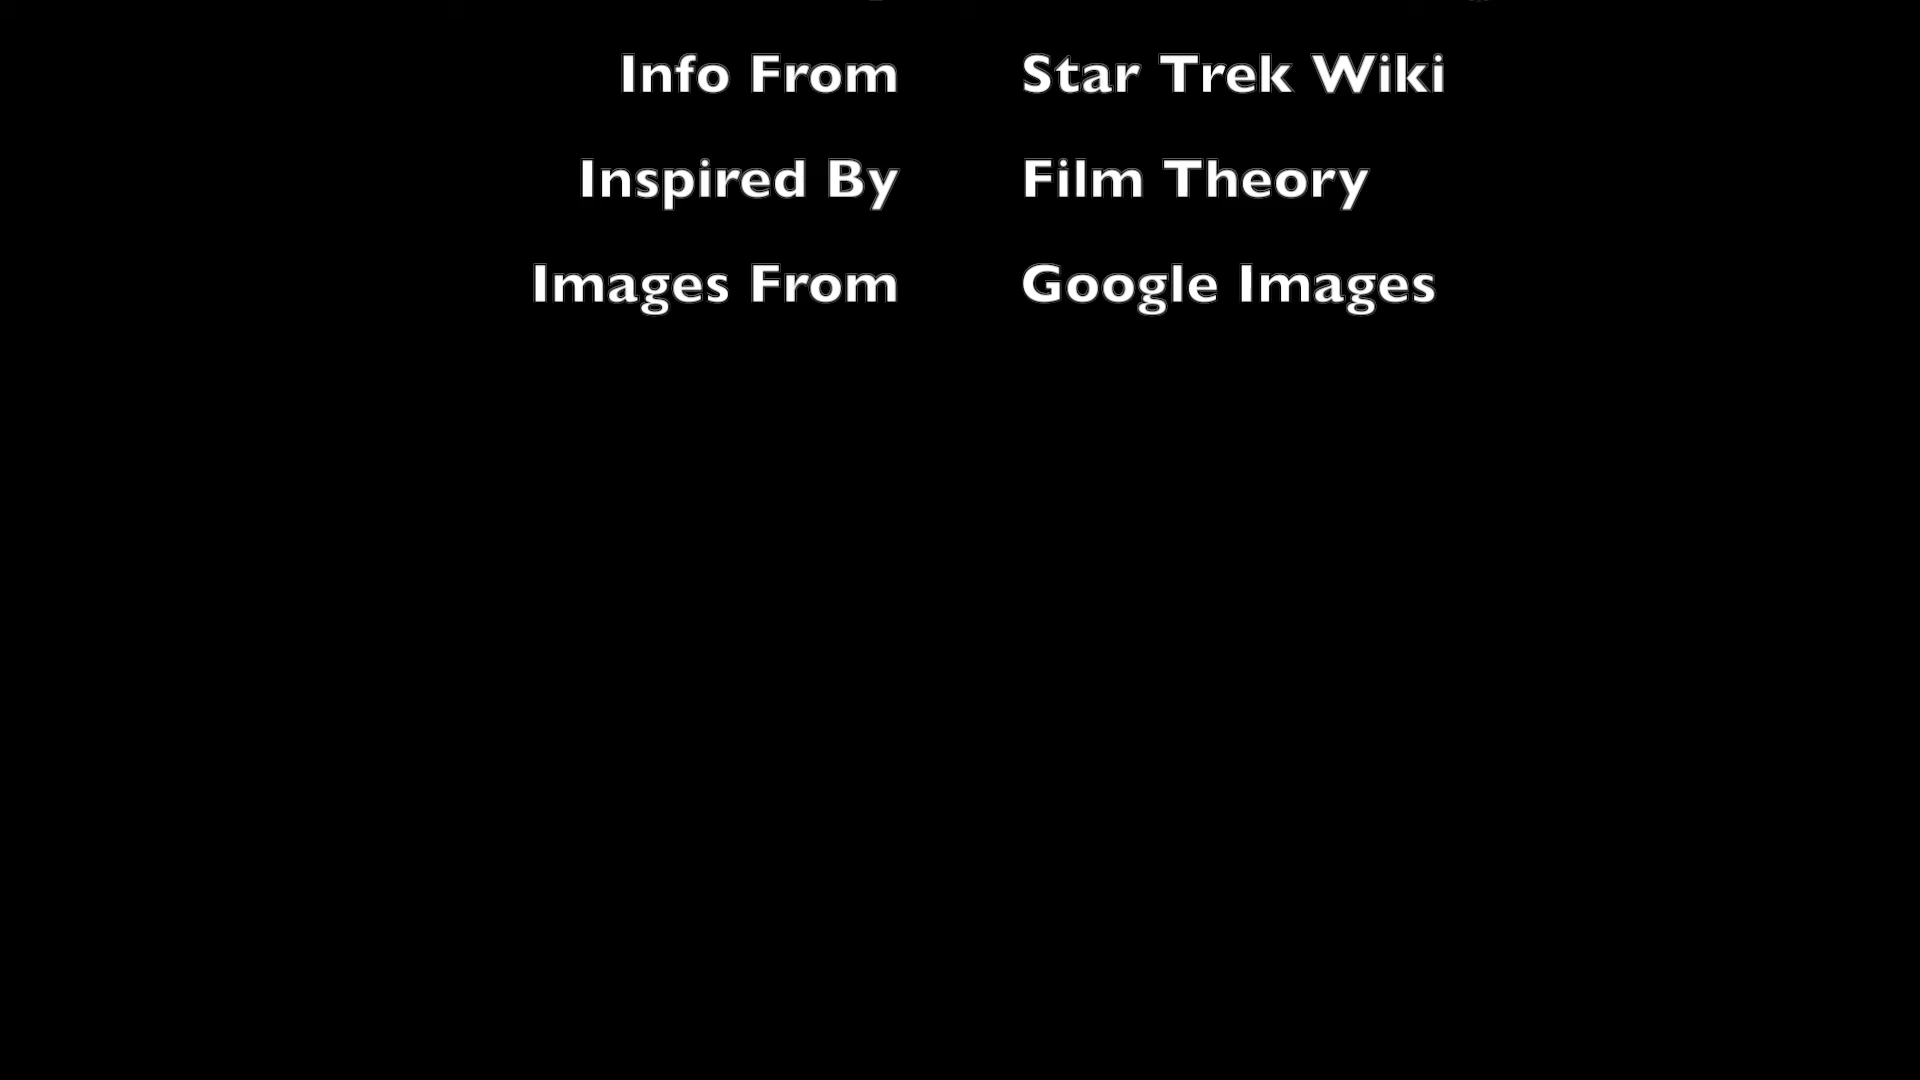 Info From Star Trek Wiki
Inspired By Film Theory
Images From Google Images